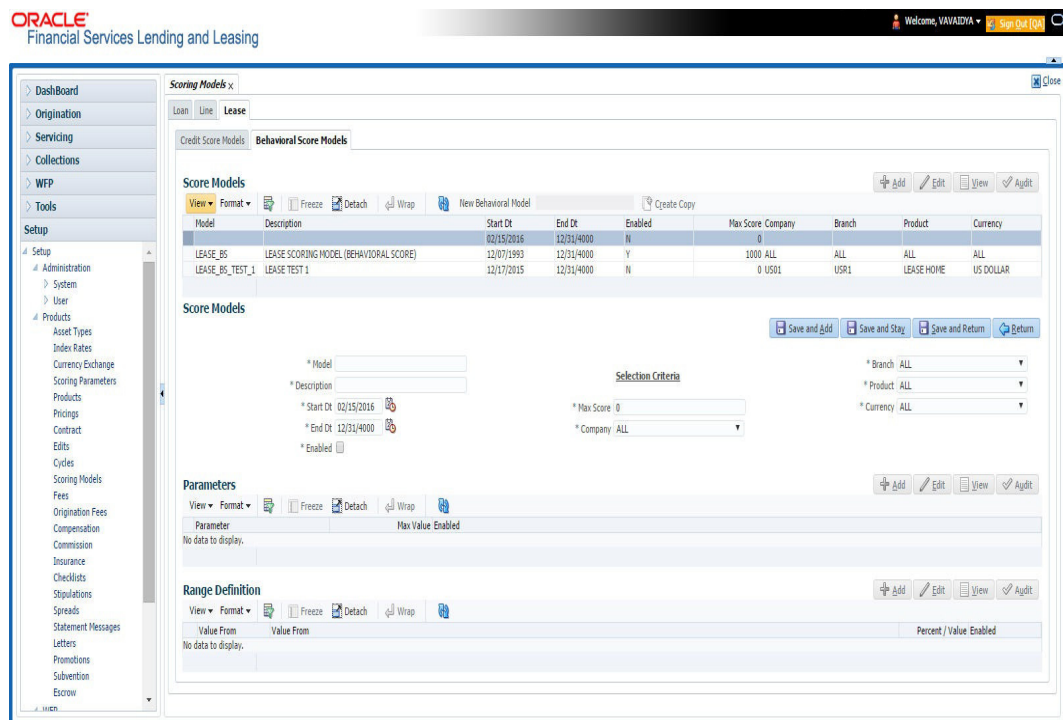 ORACLE
Financial Services Lending and Leasing
Welcome, VAVAIDYA
Sign Out [QA
Close
DashBoard
Origination
Servicing
Collections
WFP
Tools
Setup
Setup
Administration
System
User
Products
Asset Types
Index Rates
Currency Exchange
Scoring Parameters
Products
Pricings
Contract
Edits
Cycles
Scoring Models
Fees
Origination Fees
Compensation
Commission
Insurance
Checklists
Stipulations
Spreads
Statement Messages
Letters
Promotions
Subvention
Escrow
WFP
Scoring Models x
Loan Line Lease
Credit Score Models Behavioral Score Models
Score Models
Add Edit View Audit
View Format Freeze Detach Wrap New Behavioral Model Create Copy
Model Description Start Dt End Dt Enabled Max Score Company Branch Product Currency
02/15/2016 12/31/4000 N 0
LEASE_BS LEASE SCORING MODEL (BEHAVIORAL SCORE) 12/07/1993 12/31/4000 Y 1000 ALL ALL ALL ALL
LEASE_BS_TEST_1 LEASE TEST 1 12/17/2015 12/31/4000 N 0 US01 USR1 LEASE HOME US DOLLAR
Score Models
Save and Add Save and Stay Save and Return Return
* Model
* Description
* Start Dt 02/15/2016
* End Dt 12/31/4000
* Enabled
Selection Criteria
* Max Score 0
* Company ALL
* Branch ALL
* Product ALL
* Currency ALL
Parameters
Add Edit View Audit
View Format Freeze Detach Wrap
Parameter Max Value Enabled
No data to display.
Range Definition
Add Edit View Audit
View Format Freeze Detach Wrap
Value From Value From Percent / Value Enabled
No data to display.